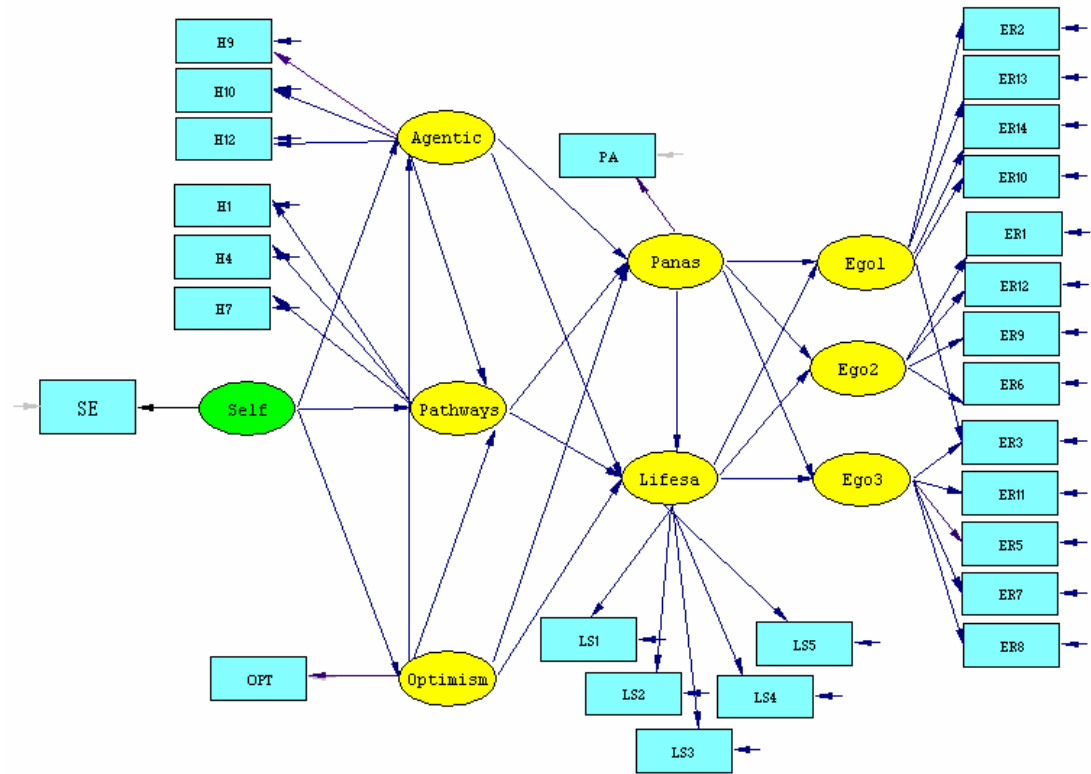 H9
H10
H12
H1
H4
H7
SE
Self
Agentic
Pathways
Optimism
OPT
PA
Panas
Lifesa
LS1
LS2
LS3
LS4
LS5
Ego1
Ego2
Ego3
ER2
ER13
ER14
ER10
ER1
ER12
ER9
ER6
ER3
ER11
ER5
ER7
ER8